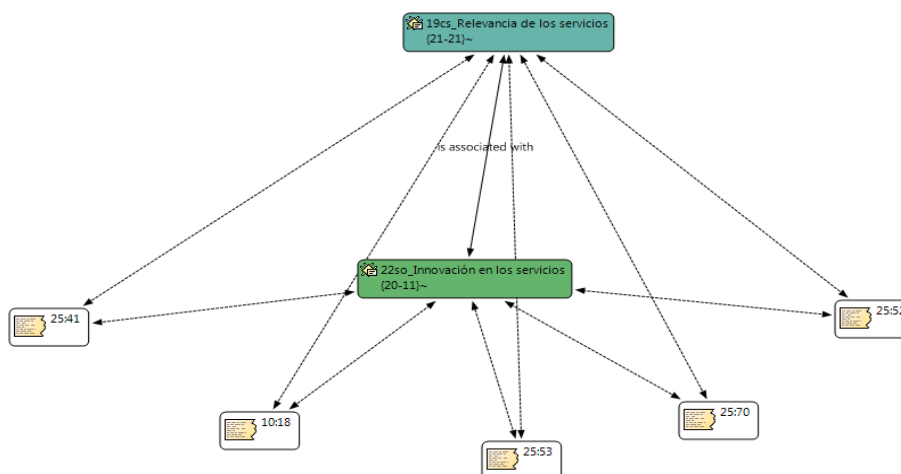 19cs_Relevancia de los servicios
{21-21}~
is associated with
22so_Innovación en los servicios
{20-11}~
25:41
25:52
10:18
25:70
25:53